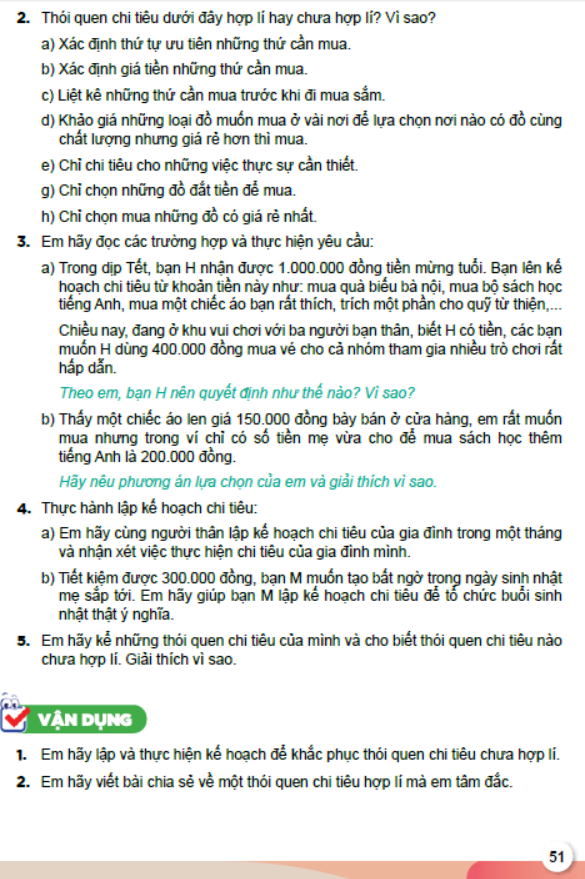 2. Thói quen chi tiêu dưới đây hợp lí hay chưa hợp lí? Vì sao?
a) Xác định thứ tự ưu tiên những thứ cần mua.
b) Xác định giá tiền những thứ cần mua.
c) Liệt kê những thứ cần mua trước khi đi mua sắm.
d) Khảo giá những loại đồ muốn mua ở vài nơi để lựa chọn nơi nào có đồ cùng
chất lượng nhưng giá rẻ hơn thì mua.
e) Chỉ chi tiêu cho những việc thực sự cần thiết.
g) Chỉ chọn những đồ đắt tiền để mua.
h) Chỉ chọn mua những đồ có giá rẻ nhất.
3. Em hãy đọc các trường hợp và thực hiện yêu cầu:
a) Trong dịp Tết, bạn H nhận được 1.000.000 đồng tiền mừng tuổi. Bạn lên kế
hoạch chi tiêu từ khoản tiền này như: mua quà biếu bà nội, mua bộ sách học
tiếng Anh, mua một chiếc áo bạn rất thích, trích một phần cho quỹ từ thiện,...
Chiều nay, đang ở khu vui chơi với ba người bạn thân, biết H có tiền, các bạn
muốn H dùng 400.000 đồng mua vé cho cả nhóm tham gia nhiều trò chơi rất
hấp dẫn.
Theo em, bạn H nên quyết định như thế nào? Vì sao?
b) Thấy một chiếc áo len giá 150.000 đồng bày bán ở cửa hàng, em rất muốn
mua nhưng trong ví chỉ có số tiền mẹ vừa cho để mua sách học thêm
tiếng Anh là 200.000 đồng.
Hãy nêu phương án lựa chọn của em và giải thích vì sao.
4. Thực hành lập kế hoạch chi tiêu:
a) Em hãy cùng người thân lập kế hoạch chi tiêu của gia đình trong một tháng
và nhận xét việc thực hiện chi tiêu của gia đình mình.
b) Tiết kiệm được 300.000 đồng, bạn M muốn tạo bất ngờ trong ngày sinh nhật
mẹ sắp tới. Em hãy giúp bạn M lập kế hoạch chi tiêu để tổ chức buổi sinh
nhật thật ý nghĩa.
5. Em hãy kể những thói quen chi tiêu của mình và cho biết thói quen chi tiêu nào
chưa hợp lí. Giải thích vì sao.
VẬN DỤNG
1. Em hãy lập và thực hiện kế hoạch để khắc phục thói quen chi tiêu chưa hợp lí.
2. Em hãy viết bài chia sẻ về một thói quen chi tiêu hợp lí mà em tâm đắc.
51